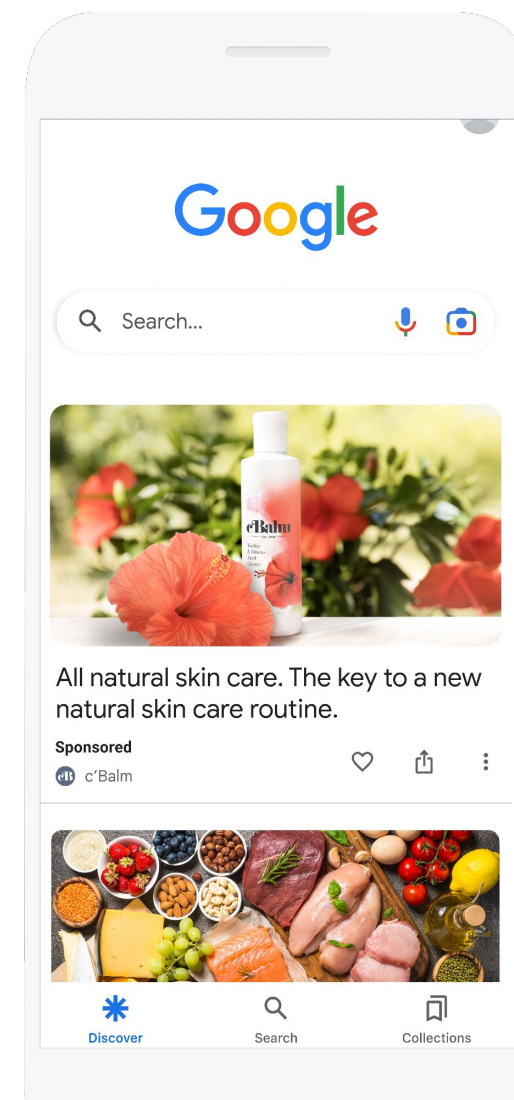 Google
Search...
c'Balm
All natural skin care. The key to a new
natural skin care routine.
Sponsored
cB
c'Balm
Discover
Search
Collections